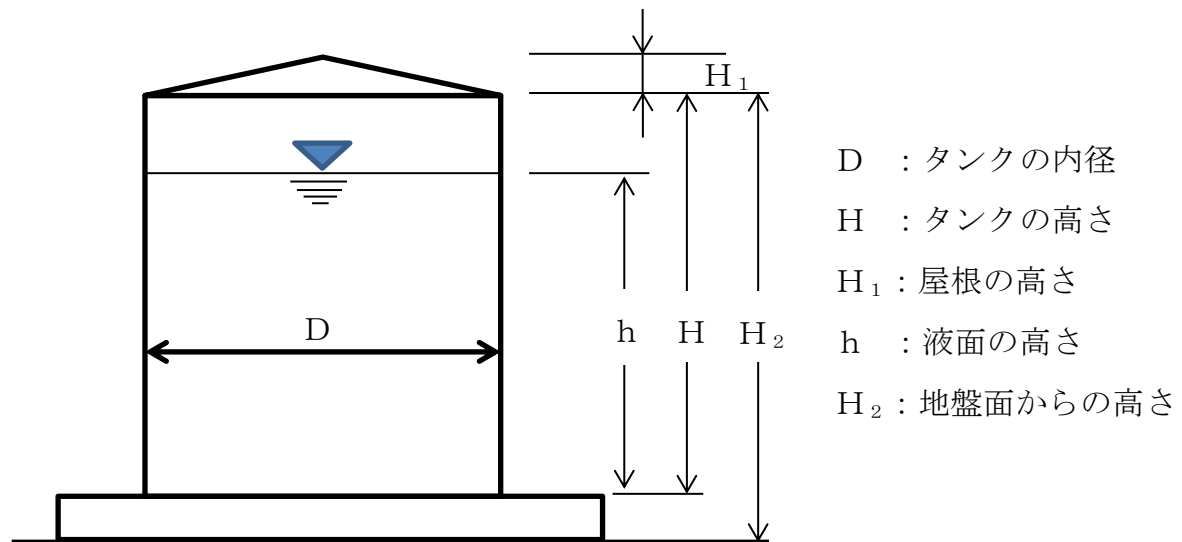 H₁
D
h
H
H₂
D :タンクの内径
H :タンクの高さ
H₁:屋根の高さ
h :液面の高さ
H₂:地盤面からの高さ